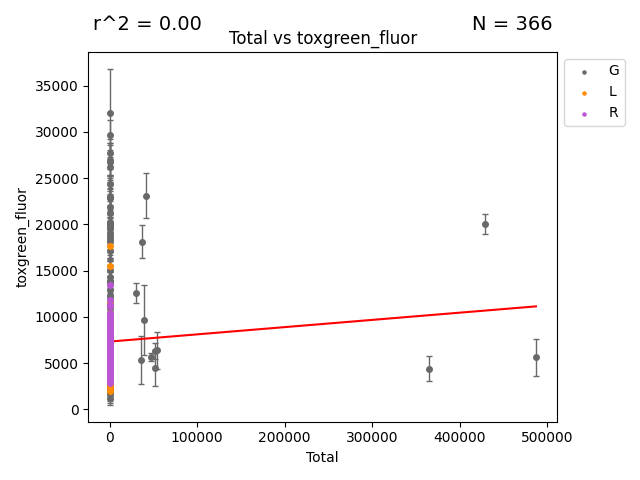 r^2 = 0.00
N = 366
Total vs toxgreen_fluor
35000
30000
25000
20000
15000
10000
5000
0
toxgreen_fluor
0
100000
200000
300000
400000
500000
Total
G
L
R